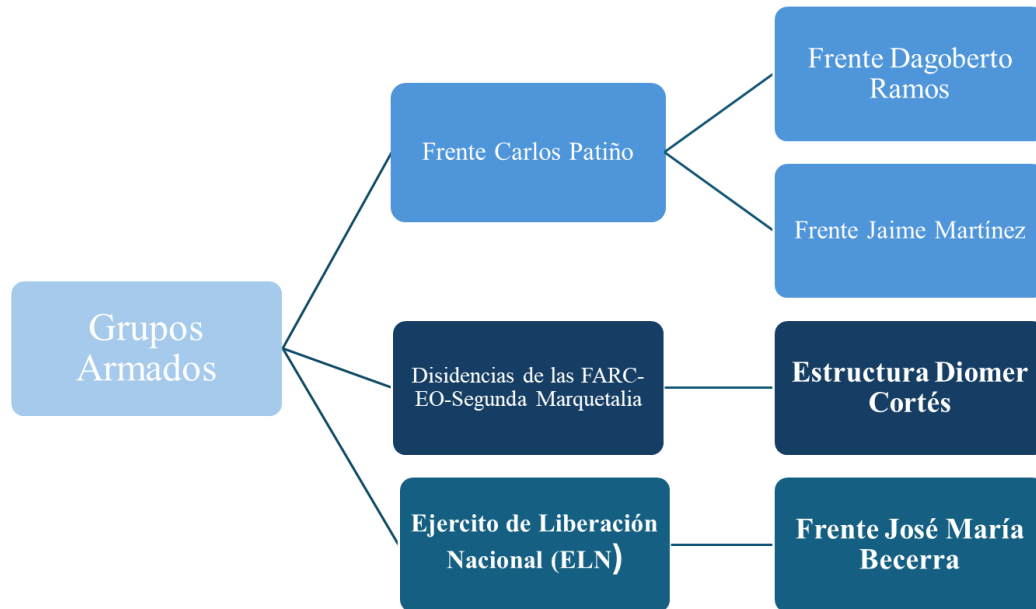 Frente Dagoberto
Ramos
Frente Carlos Patiño
Frente Jaime Martínez
Grupos
Armados
Disidencias de las FARC-
EO-Segunda Marquetalia
Estructura Diomer
Cortés
Ejercito de Liberación
Nacional (ELN)
Frente José María
Becerra